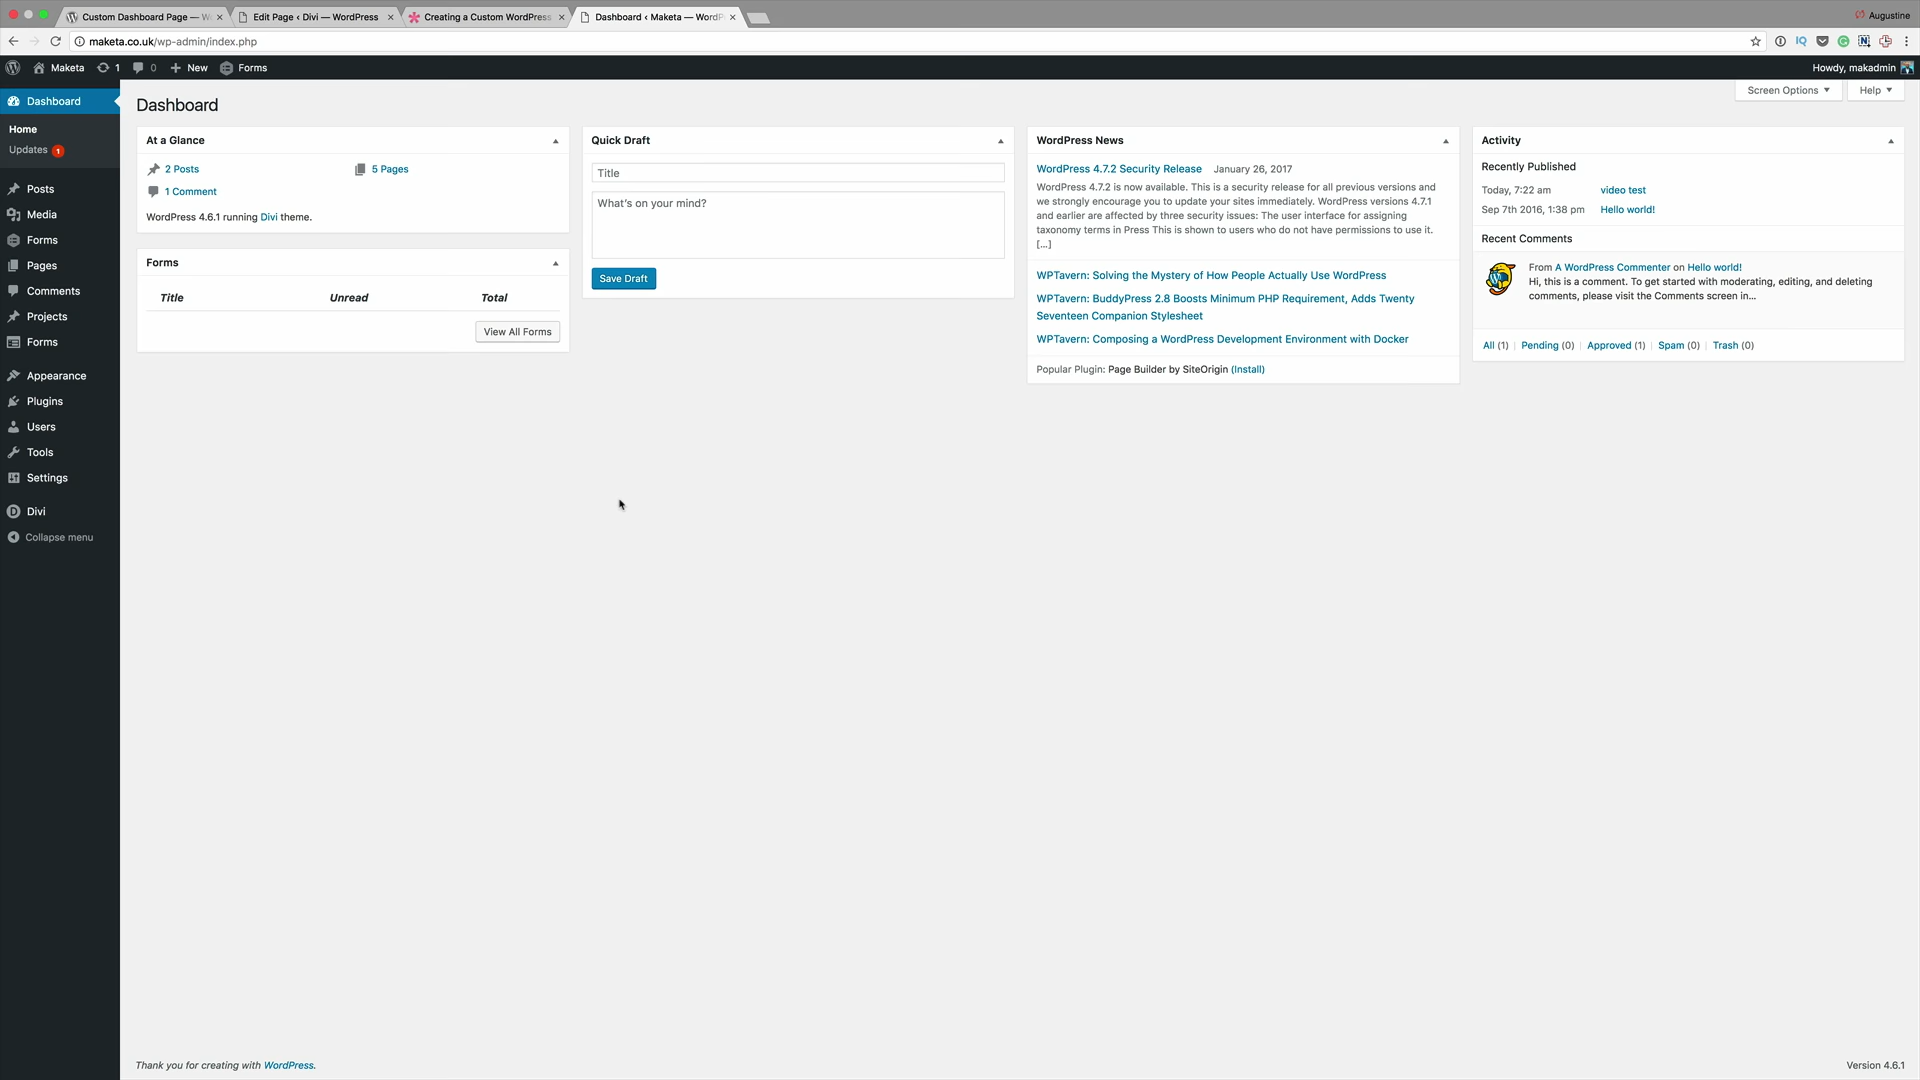 Custom Dashboard Page — W
Edit Page ‹ Divi — WordPress
Creating a Custom WordPress
Dashboard ‹ Maketa — WordP
Augustine
maketa.co.uk/wp-admin/index.php
Maketa
1
0
New
Forms
Howdy, makadmin
Dashboard
Home
Updates 1
Posts
Media
Forms
Pages
Comments
Projects
Forms
Appearance
Plugins
Users
Tools
Settings
Divi
Collapse menu
Dashboard
Screen Options
Help
At a Glance
2 Posts
5 Pages
1 Comment
WordPress 4.6.1 running Divi theme.
Forms
Title Unread Total
View All Forms
Quick Draft
Title
What's on your mind?
Save Draft
WordPress News
WordPress 4.7.2 Security Release January 26, 2017
WordPress 4.7.2 is now available. This is a security release for all previous versions and
we strongly encourage you to update your sites immediately. WordPress versions 4.7.1
and earlier are affected by three security issues: The user interface for assigning
taxonomy terms in Press This is shown to users who do not have permissions to use it.
[…]
WPTavern: Solving the Mystery of How People Actually Use WordPress
WPTavern: BuddyPress 2.8 Boosts Minimum PHP Requirement, Adds Twenty
Seventeen Companion Stylesheet
WPTavern: Composing a WordPress Development Environment with Docker
Popular Plugin: Page Builder by SiteOrigin (Install)
Activity
Recently Published
Today, 7:22 am video test
Sep 7th 2016, 1:38 pm Hello world!
Recent Comments
From A WordPress Commenter on Hello world!
Hi, this is a comment. To get started with moderating, editing, and deleting
comments, please visit the Comments screen in…
All (1) | Pending (0) | Approved (1) | Spam (0) | Trash (0)
Thank you for creating with WordPress.
Version 4.6.1